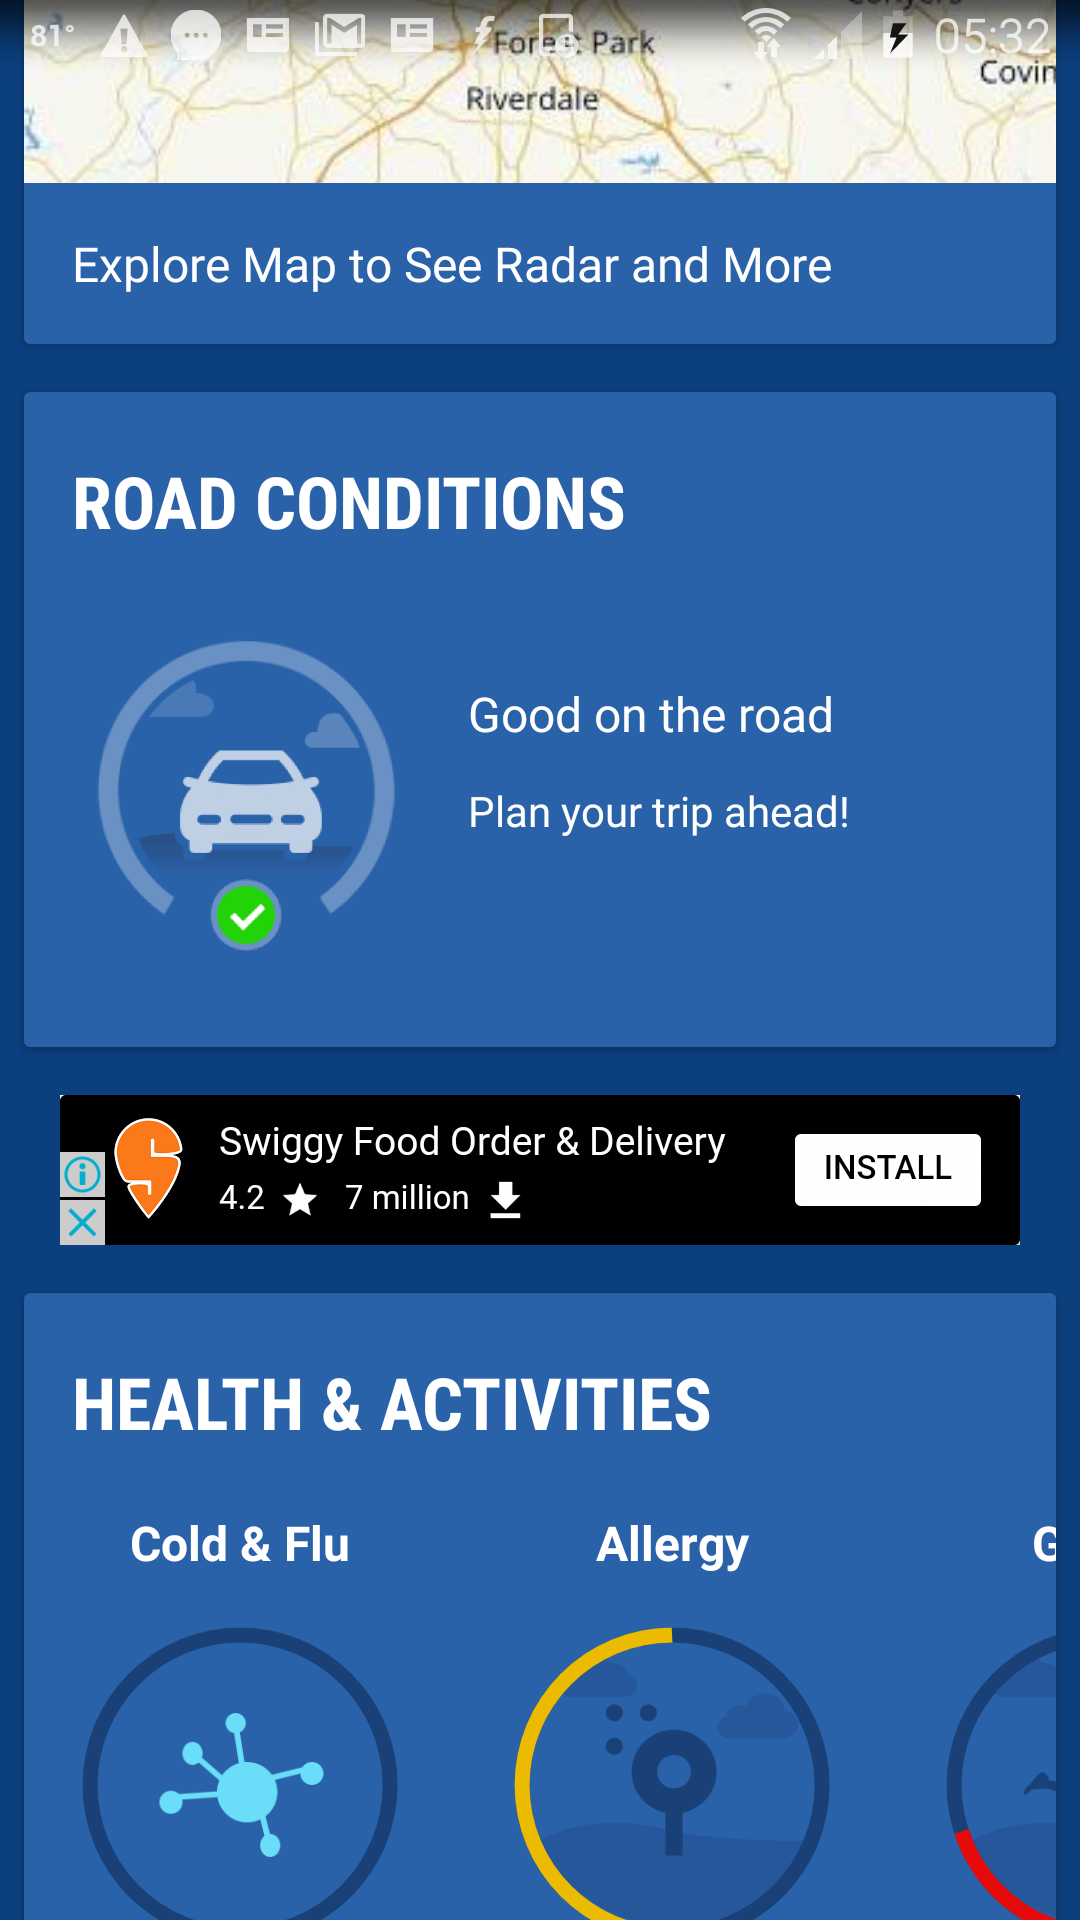 81°
05:32
Forest Park
Riverdale
Explore Map to See Radar and More
ROAD CONDITIONS
Good on the road
Plan your trip ahead!
Swiggy Food Order & Delivery
4.2
7 million
INSTALL
HEALTH & ACTIVITIES
Cold & Flu
Allergy